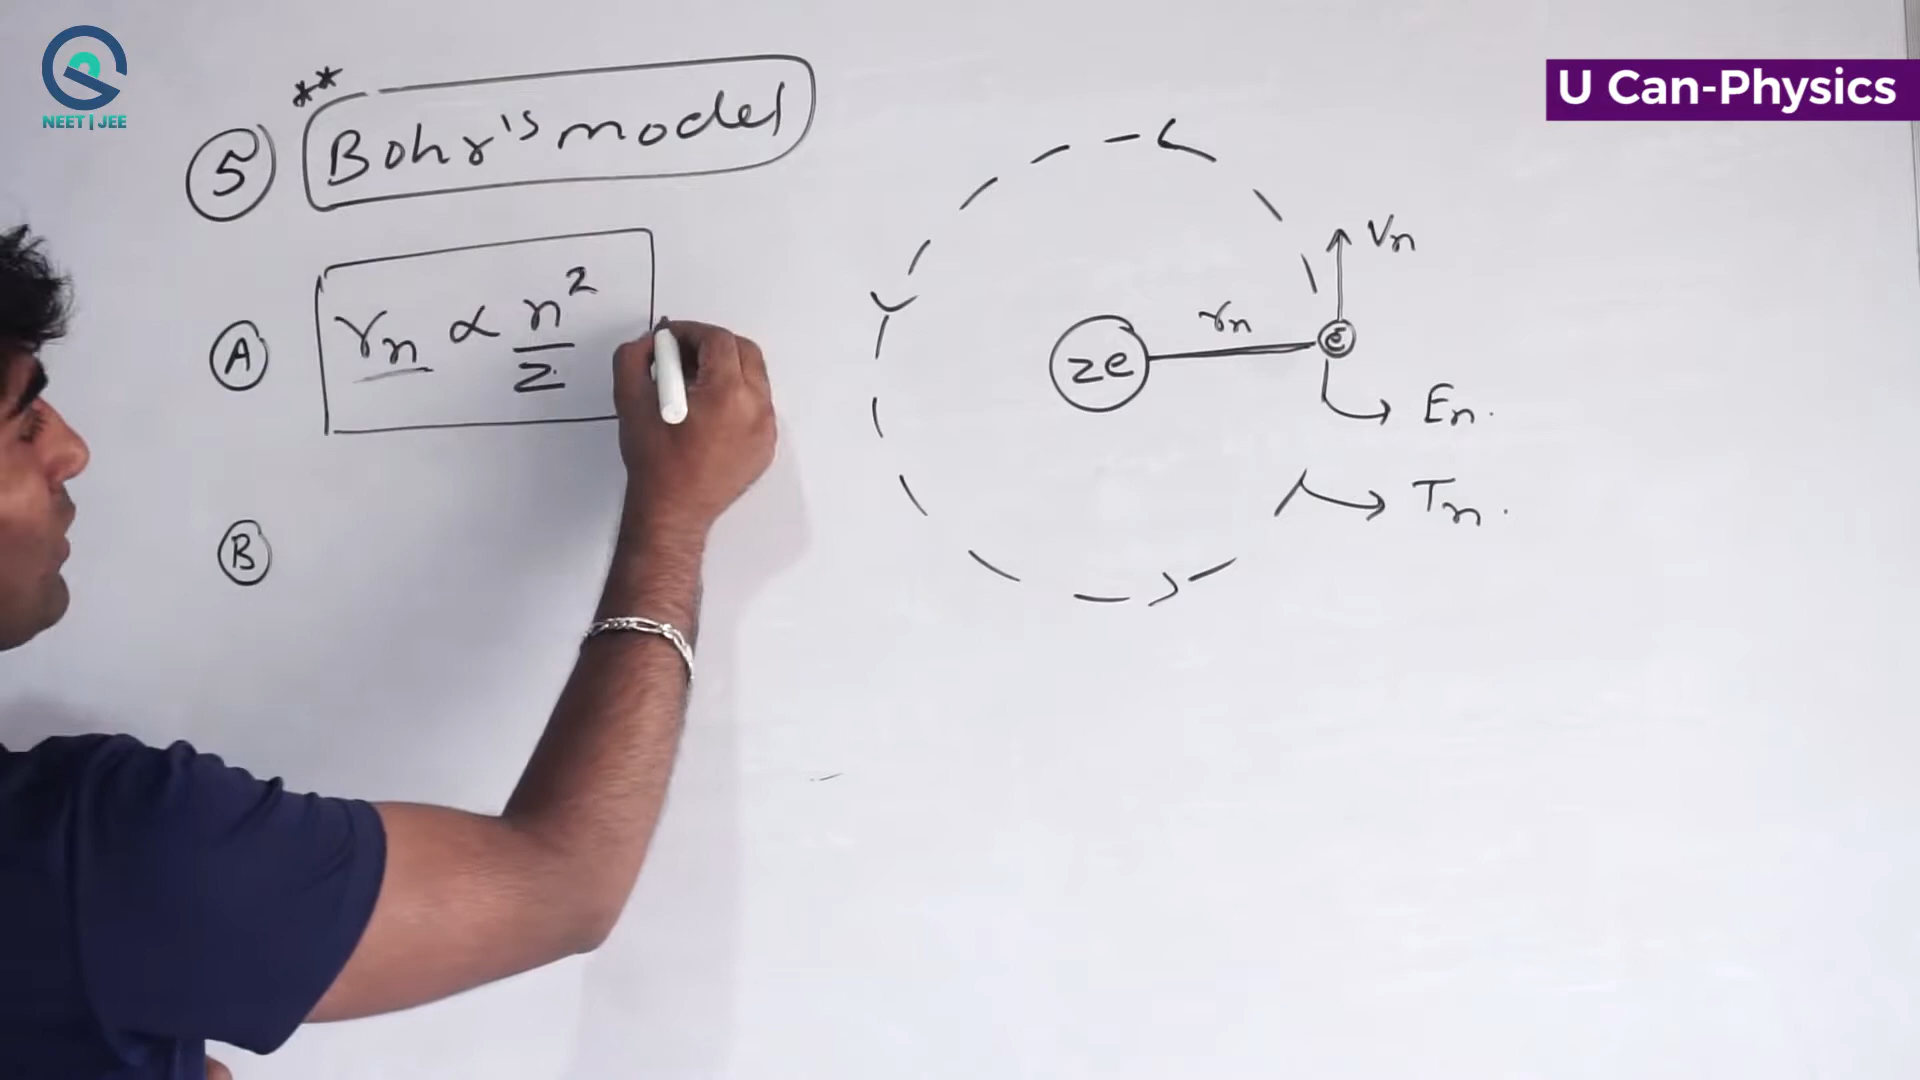 NEET | JEE
U Can-Physics
**
5 Bohr's model
A rn ∝ n²/Z
B
Vn
rn
ze
e
En.
Tn.